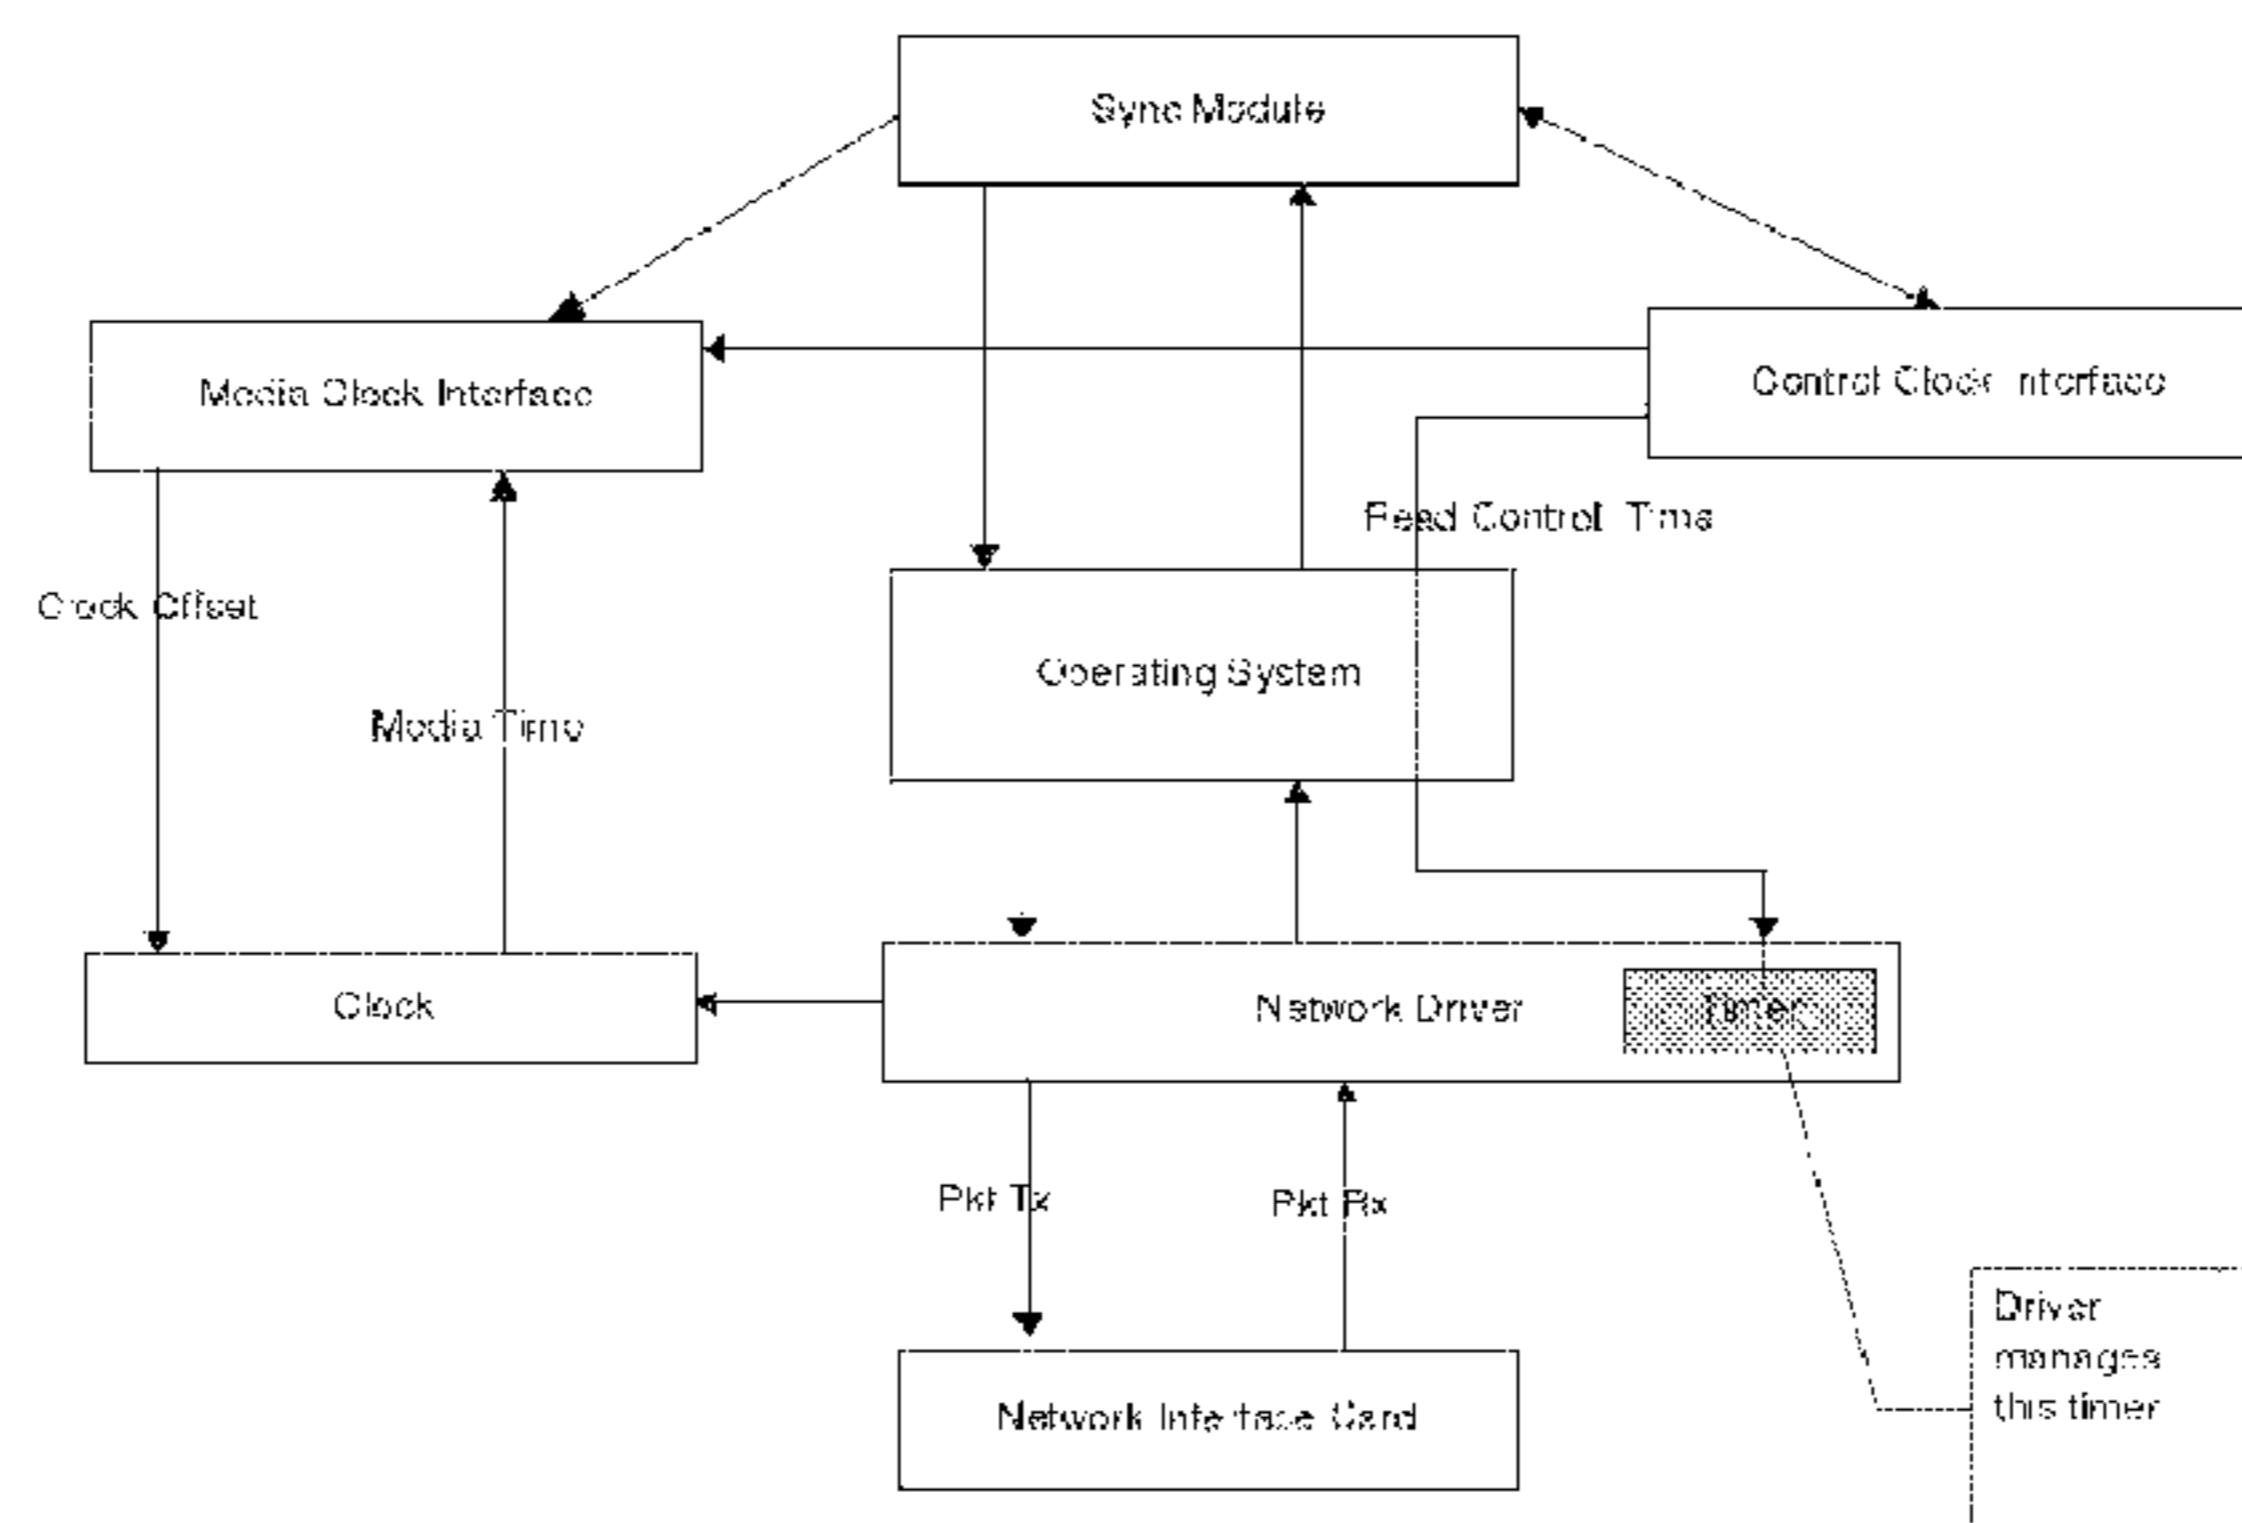 Sync Module
Media Clock Interface
Control Clock Interface
Read Control Time
Clock Offset
Operating System
Media Time
Clock
Network Driver
Timer
Pkt Tx
Pkt Rx
Driver
manages
this timer
Network Interface Card